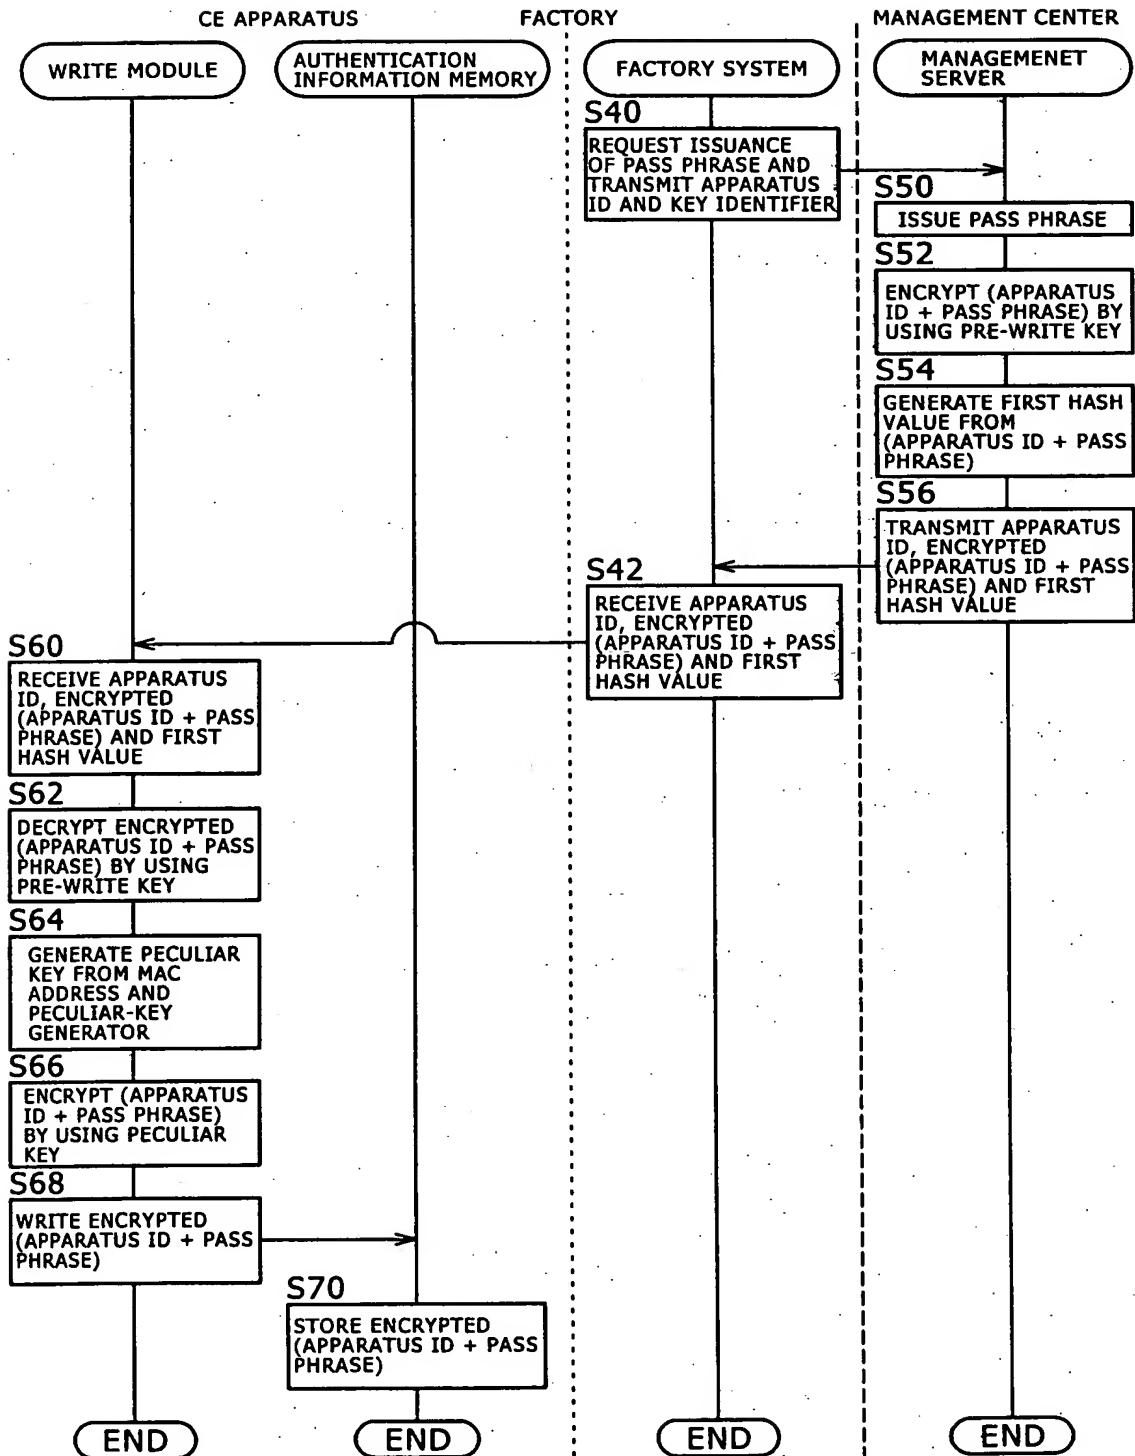 CE APPARATUS
FACTORY
MANAGEMENT CENTER
WRITE MODULE
AUTHENTICATION
INFORMATION MEMORY
FACTORY SYSTEM
MANAGEMENET
SERVER
S40
REQUEST ISSUANCE
OF PASS PHRASE AND
TRANSMIT APPARATUS
ID AND KEY IDENTIFIER
S50
ISSUE PASS PHRASE
S52
ENCRYPT (APPARATUS
ID + PASS PHRASE) BY
USING PRE-WRITE KEY
S54
GENERATE FIRST HASH
VALUE FROM
(APPARATUS ID + PASS
PHRASE)
S56
TRANSMIT APPARATUS
ID, ENCRYPTED
(APPARATUS ID + PASS
PHRASE) AND FIRST
HASH VALUE
S42
RECEIVE APPARATUS
ID, ENCRYPTED
(APPARATUS ID + PASS
PHRASE) AND FIRST
HASH VALUE
S60
RECEIVE APPARATUS
ID, ENCRYPTED
(APPARATUS ID + PASS
PHRASE) AND FIRST
HASH VALUE
S62
DECRYPT ENCRYPTED
(APPARATUS ID + PASS
PHRASE) BY USING
PRE-WRITE KEY
S64
GENERATE PECULIAR
KEY FROM MAC
ADDRESS AND
PECULIAR-KEY
GENERATOR
S66
ENCRYPT (APPARATUS
ID + PASS PHRASE)
BY USING PECULIAR
KEY
S68
WRITE ENCRYPTED
(APPARATUS ID + PASS
PHRASE)
S70
STORE ENCRYPTED
(APPARATUS ID + PASS
PHRASE)
END
END
END
END